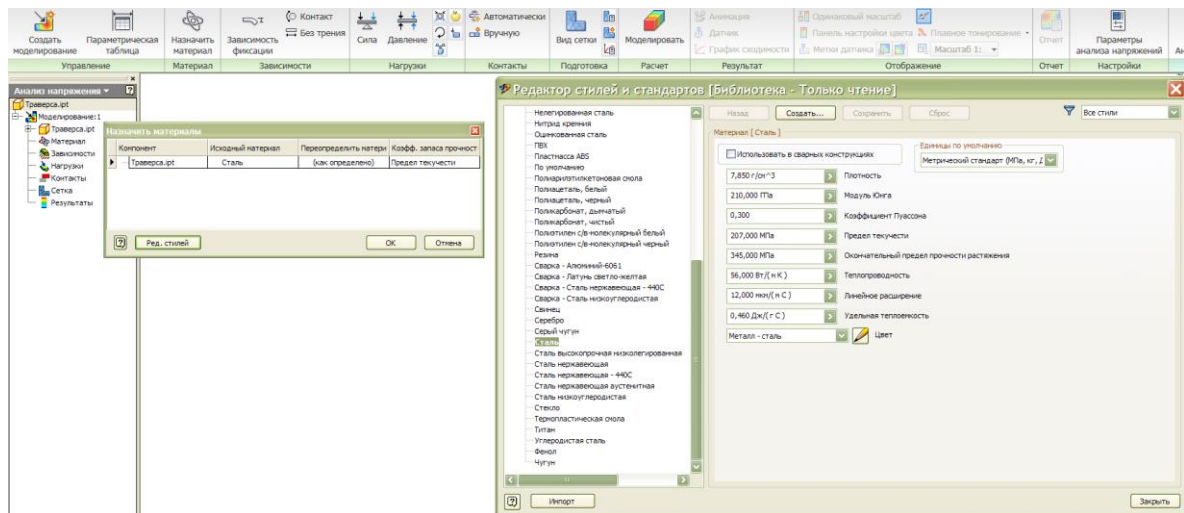 Создать моделирование
Параметрическая таблица
Назначить материал
Зависимость фиксации
Контакт
Без трения
Сила
Давление
Автоматически
Вручную
Вид сетки
Моделировать
Анимация
Датчик
График сходимости
Одинаковый масштаб
Панель настройки цвета
Плавное тонирование
Метки датчика
Масштаб 1:
Отчет
Параметры анализа напряжений
Управление
Материал
Зависимости
Нагрузки
Контакты
Подготовка
Расчет
Результат
Отображение
Отчет
Настройки
Анализ напряжения
Траверса.ipt
Моделирование:1
Траверса.ipt
Материал
Зависимости
Нагрузки
Контакты
Сетка
Результаты
Назначить материалы
Компонент Исходный материал Переопределить матери Коэфф. запаса прочност
Траверса.ipt Сталь (как определено) Предел текучести
Ред. стилей OK Отмена
Редактор стилей и стандартов [Библиотека - Только чтение]
Нелегированная сталь
Нитрид кремния
Оцинкованная сталь
ПВХ
Пластмасса ABS
По умолчанию
Полиарилэтилкетоновая смола
Полиацеталь, белый
Полиацеталь, черный
Поликарбонат, дымчатый
Поликарбонат, чистый
Полиэтилен с/в-молекулярный белый
Полиэтилен с/в-молекулярный черный
Резина
Сварка - Алюминий-6061
Сварка - Латунь светло-желтая
Сварка - Сталь нержавеющая - 440C
Сварка - Сталь низкоуглеродистая
Свинец
Серебро
Серый чугун
Сталь
Сталь высокопрочная низколегированная
Сталь нержавеющая
Сталь нержавеющая - 440C
Сталь нержавеющая аустенитная
Сталь низкоуглеродистая
Стекло
Термопластическая смола
Титан
Углеродистая сталь
Фенол
Чугун
Импорт
Назад Создать... Сохранить Сброс Все стили
Материал [ Сталь ]
Использовать в сварных конструкциях
Единицы по умолчанию
Метрический стандарт (МПа, кг, Д
7,850 г/см^3 Плотность
210,000 ГПа Модуль Юнга
0,300 Коэффициент Пуассона
207,000 МПа Предел текучести
345,000 МПа Окончательный предел прочности растяжения
56,000 Вт/( м К ) Теплопроводность
12,000 мкм/( м С ) Линейное расширение
0,460 Дж/( г С ) Удельная теплоемкость
Металл - сталь Цвет
Закрыть